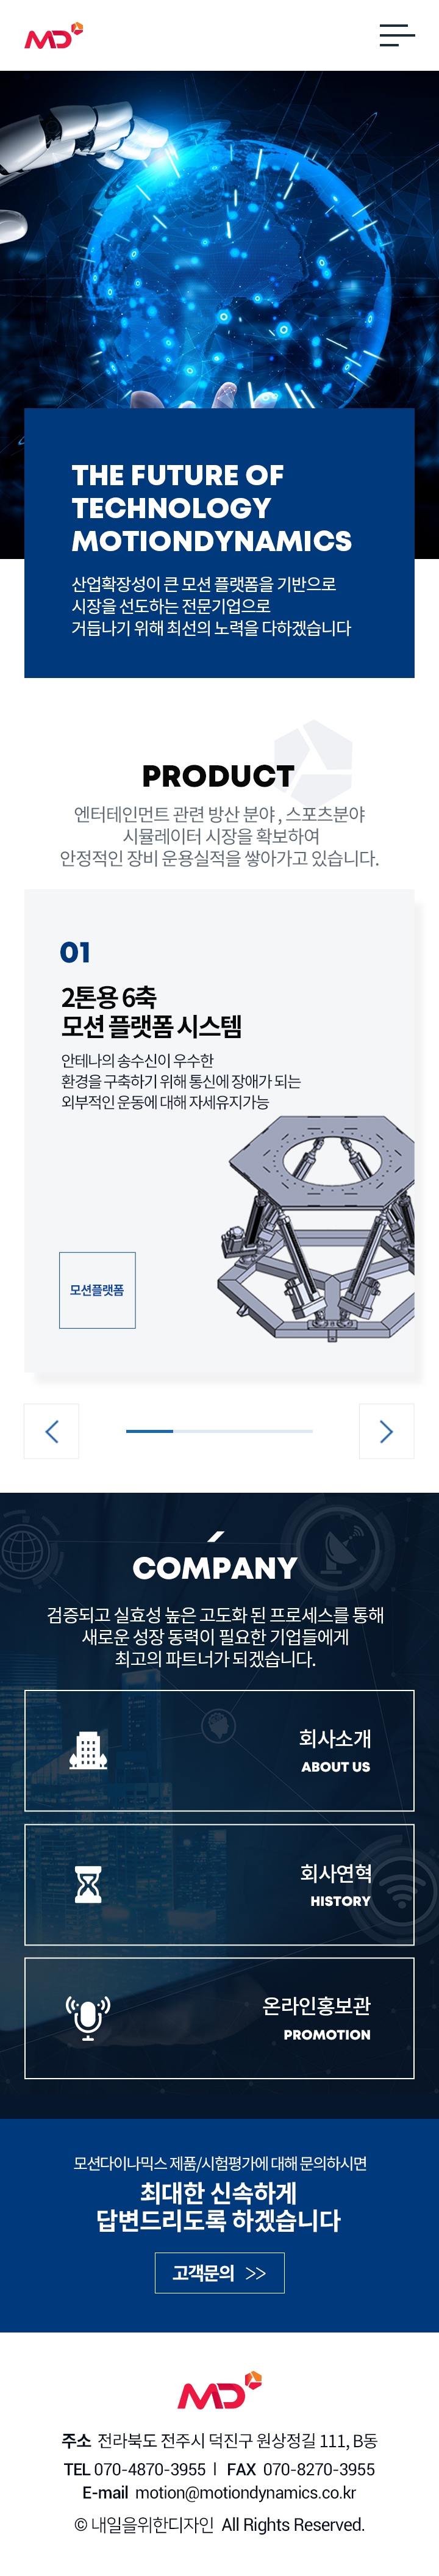 MD
THE FUTURE OF
TECHNOLOGY
MOTIONDYNAMICS
산업확장성이 큰 모션 플랫폼을 기반으로
시장을 선도하는 전문기업으로
거듭나기 위해 최선의 노력을 다하겠습니다
PRODUCT
엔터테인먼트 관련 방산 분야 , 스포츠분야
시뮬레이터 시장을 확보하여
안정적인 장비 운용실적을 쌓아가고 있습니다.
01
2톤용 6축
모션 플랫폼 시스템
안테나의 송수신이 우수한
환경을 구축하기 위해 통신에 장애가 되는
외부적인 운동에 대해 자세유지가능
모션플랫폼
COMPANY
검증되고 실효성 높은 고도화 된 프로세스를 통해
새로운 성장 동력이 필요한 기업들에게
최고의 파트너가 되겠습니다.
회사소개
ABOUT US
회사연혁
HISTORY
온라인홍보관
PROMOTION
모션다이나믹스 제품/시험평가에 대해 문의하시면
최대한 신속하게
답변드리도록 하겠습니다
고객문의 >>
MD
주소 전라북도 전주시 덕진구 원상정길 111, B동
TEL 070-4870-3955 | FAX 070-8270-3955
E-mail motion@motiondynamics.co.kr
© 내일을위한디자인 All Rights Reserved.